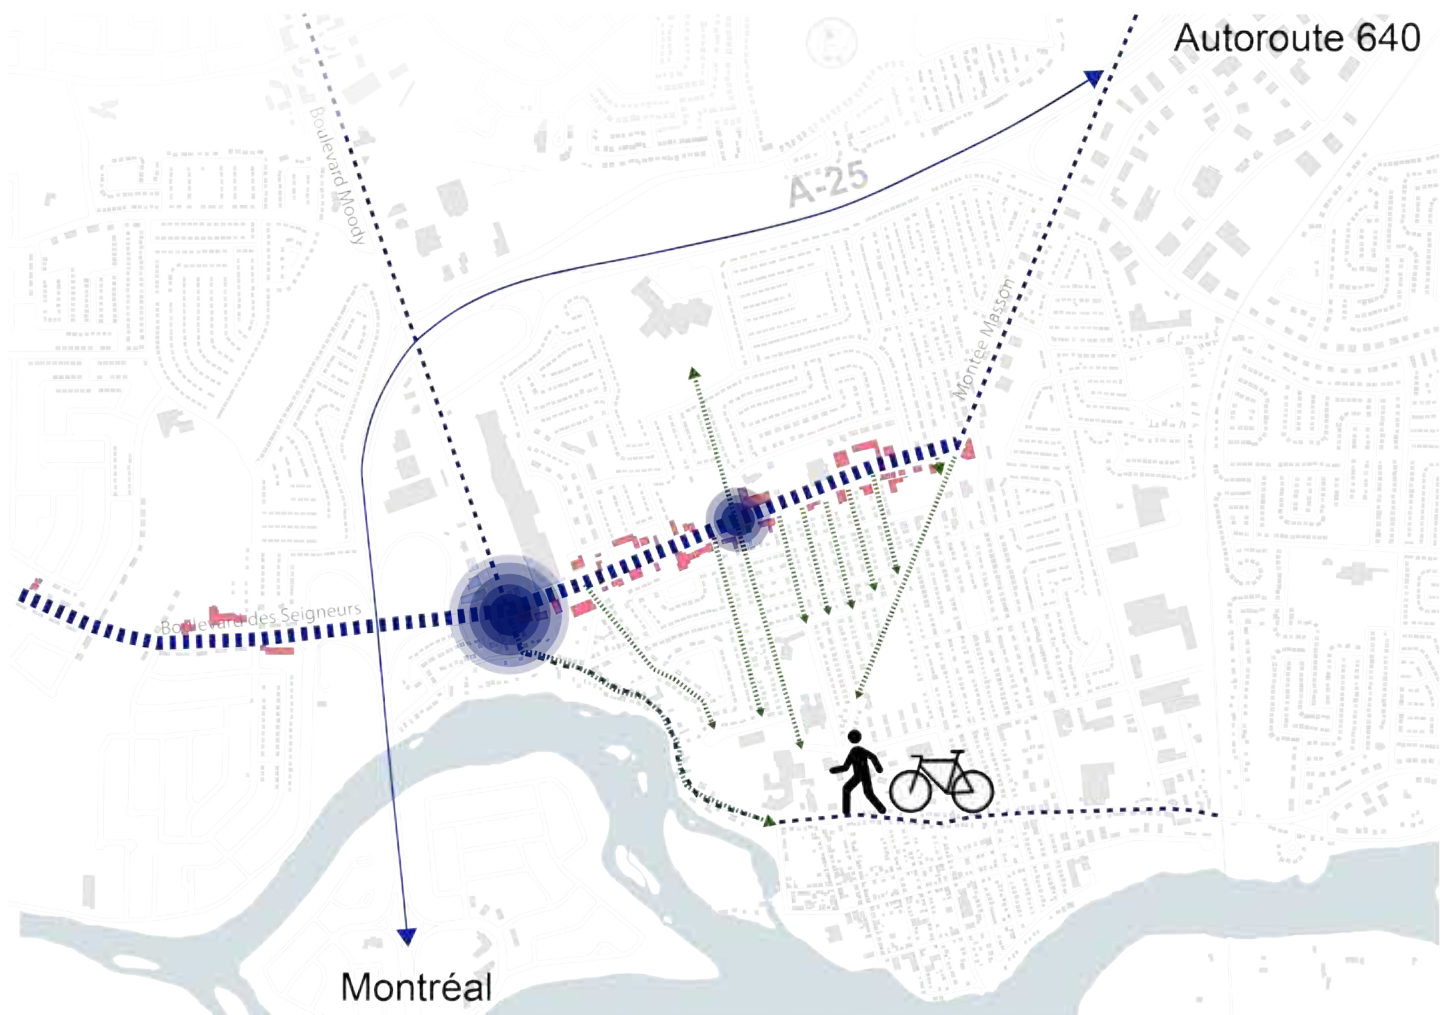 Autoroute 640
Boulevard Moody
A-25
Montée Masson
Boulevard des Seigneurs
Montréal